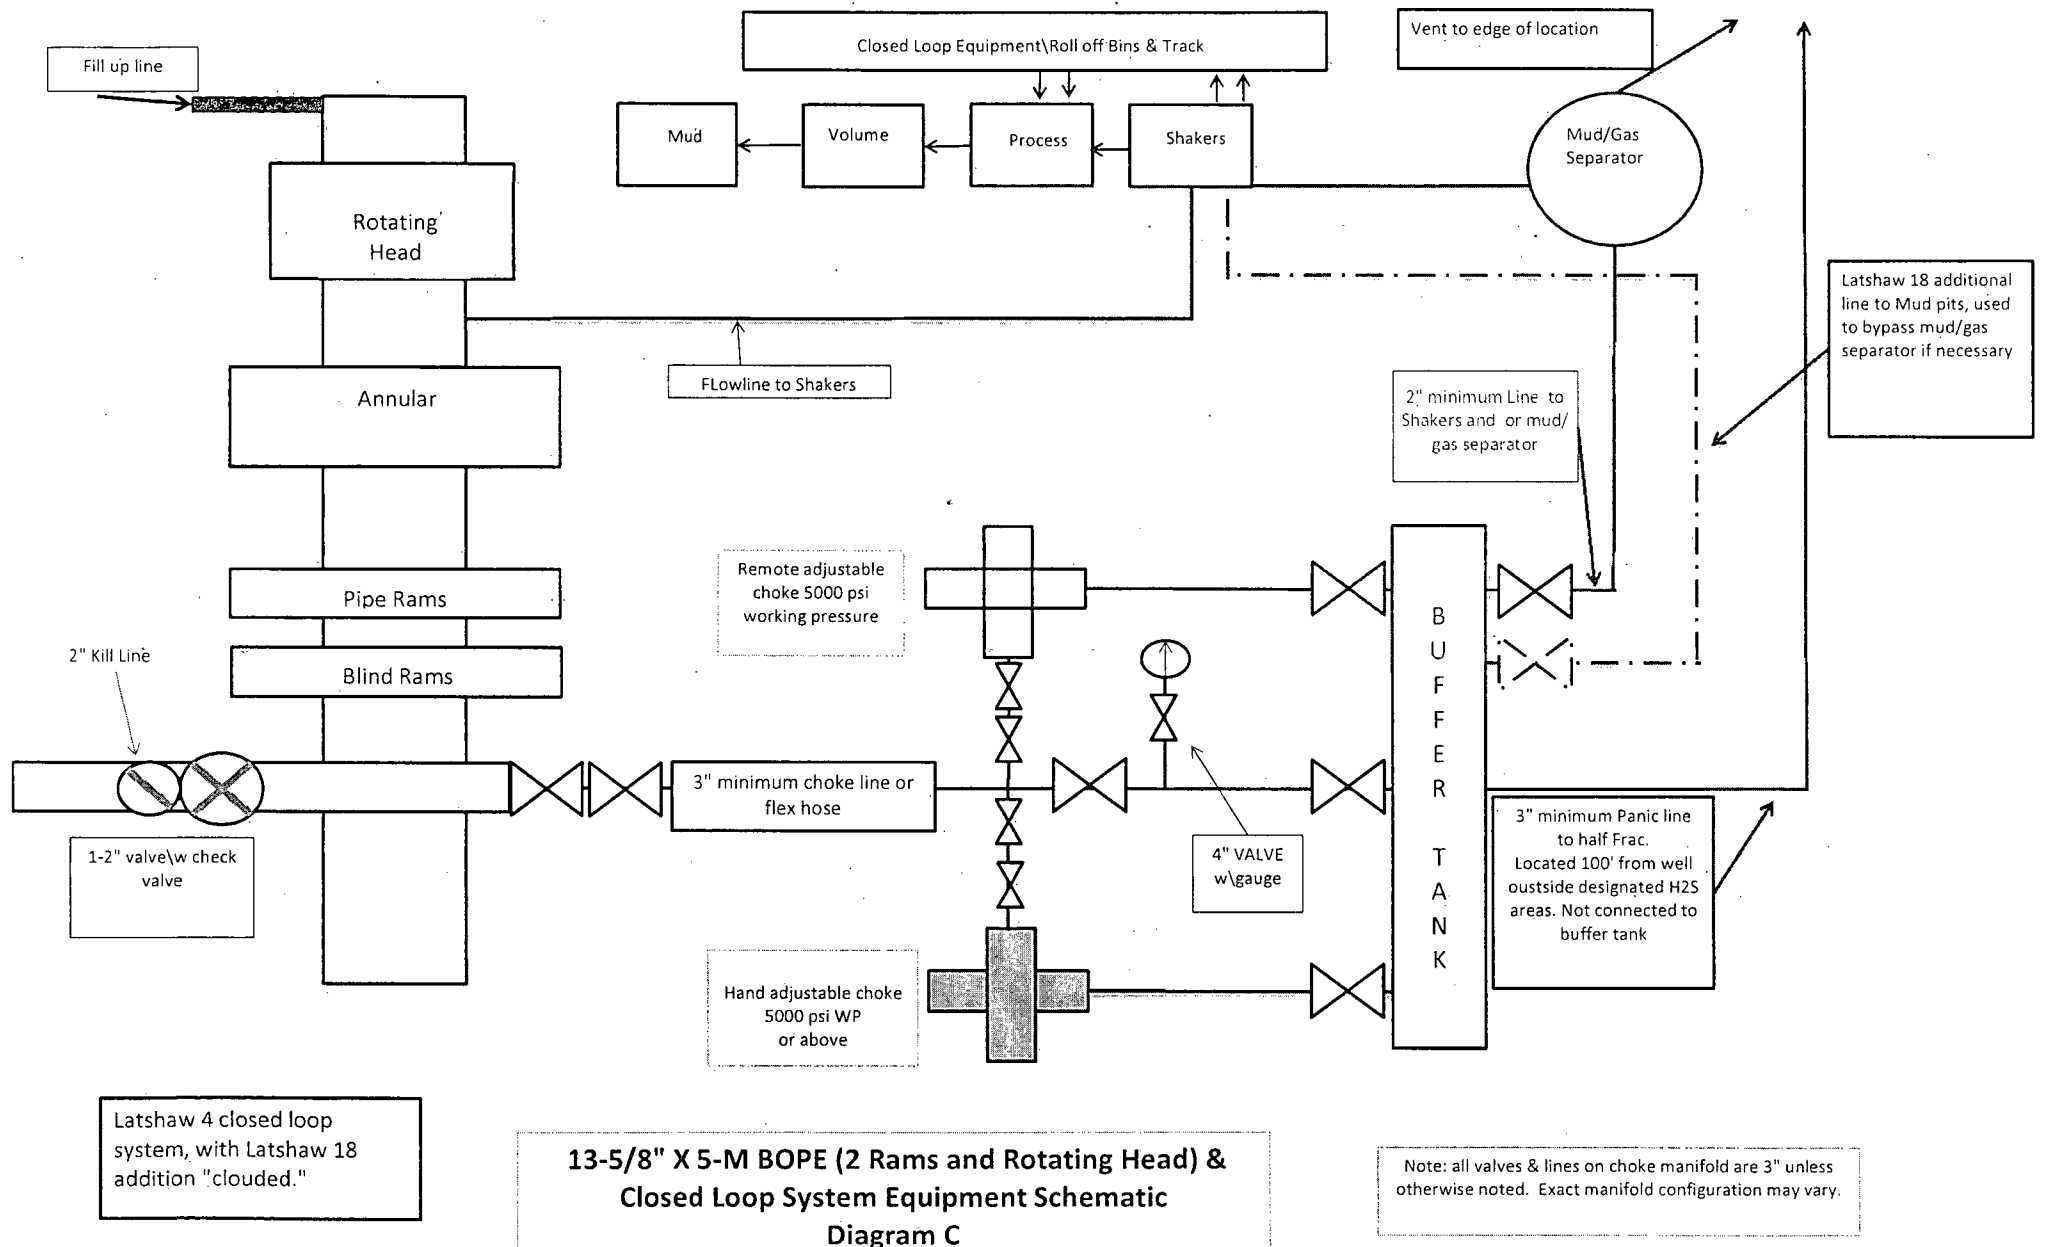 Closed Loop Equipment\Roll off Bins & Track
Vent to edge of location
Fill up line
Mud
Volume
Process
Shakers
Mud/Gas
Separator
Rotating
Head
Latshaw 18 additional
line to Mud pits, used
to bypass mud/gas
separator if necessary
FLowline to Shakers
Annular
2" minimum Line to
Shakers and or mud/
gas separator
Remote adjustable
choke 5000 psi
working pressure
Pipe Rams
Blind Rams
2" Kill Line
BUFFER TANK
3" minimum choke line or
flex hose
1-2" valve\w check
valve
4" VALVE
w\gauge
3" minimum Panic line
to half Frac.
Located 100' from well
oustside designated H2S
areas. Not connected to
buffer tank
Hand adjustable choke
5000 psi WP
or above
Latshaw 4 closed loop
system, with Latshaw 18
addition "clouded."
13-5/8" X 5-M BOPE (2 Rams and Rotating Head) &
Closed Loop System Equipment Schematic
Diagram C
Note: all valves & lines on choke manifold are 3" unless
otherwise noted. Exact manifold configuration may vary.